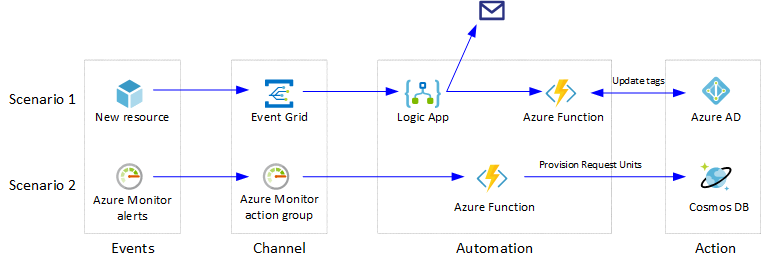 Scenario 1
New resource
Event Grid
Logic App
Azure Function
Update tags
Azure AD
Scenario 2
Azure Monitor
alerts
Azure Monitor
action group
Azure Function
Provision Request Units
Cosmos DB
Events
Channel
Automation
Action